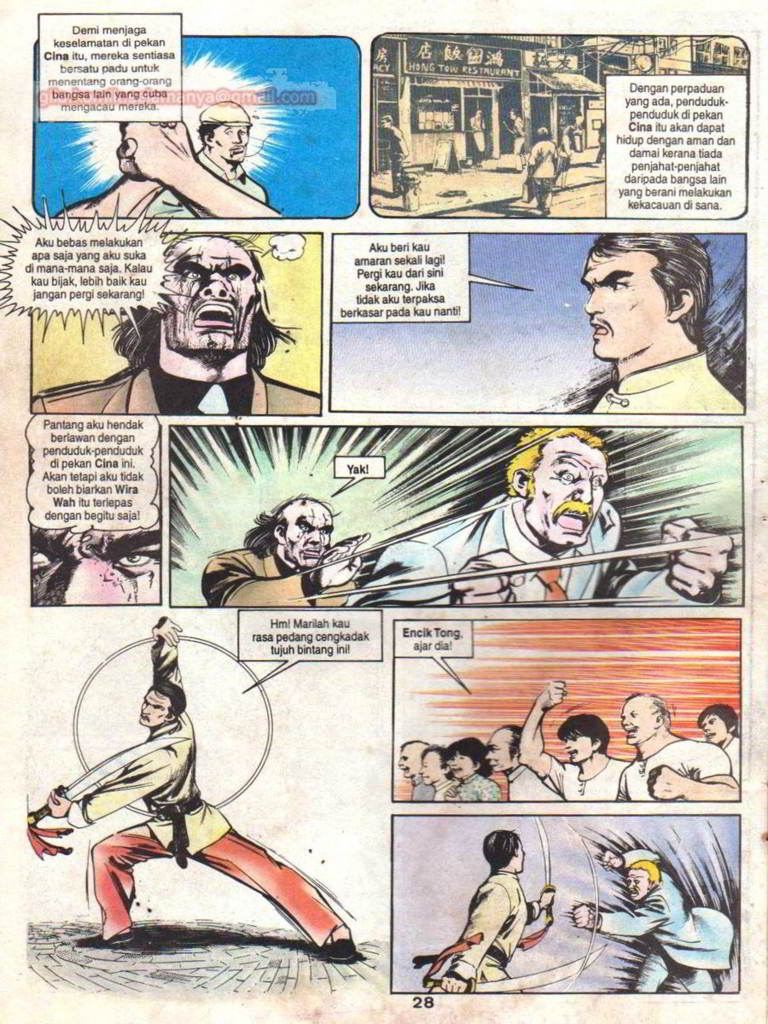 Demi menjaga
keselamatan di pekan
Cina itu, mereka sentiasa
bersatu padu untuk
menentang orang-orang
bangsa lain yang cuba
mengacau mereka.
anya@gmail.com
店飯留鴻
HONG TOW RESTAURANT
Dengan perpaduan
yang ada, penduduk-
penduduk di pekan
Cina itu akan dapat
hidup dengan aman dan
damai kerana tiada
penjahat-penjahat
daripada bangsa lain
yang berani melakukan
kekacauan di sana.
Aku bebas melakukan
apa saja yang aku suka
di mana-mana saja. Kalau
kau bijak, lebih baik kau
jangan pergi sekarang!
Aku beri kau
amaran sekali lagi!
Pergi kau dari sini
sekarang. Jika
tidak aku terpaksa
berkasar pada kau nanti!
Pantang aku hendak
berlawan dengan
penduduk-penduduk
di pekan Cina ini.
Akan tetapi aku tidak
boleh biarkan Wira
Wah itu terlepas
dengan begitu saja!
Yak!
Hm! Marilah kau
rasa pedang cengkadak
tujuh bintang ini!
Encik Tong,
ajar dia!
28